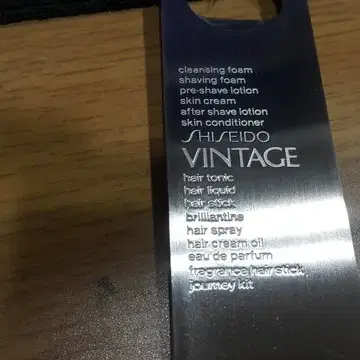 cleansing foam
shaving foam
pre-shave lotion
skin cream
after shave lotion
skin conditioner
SHISEIDO
VINTAGE
hair tonic
hair liquid
hair stick
brilliantine
hair spray
hair cream oil
eau de parfum
fragrance hair stick
journey kit